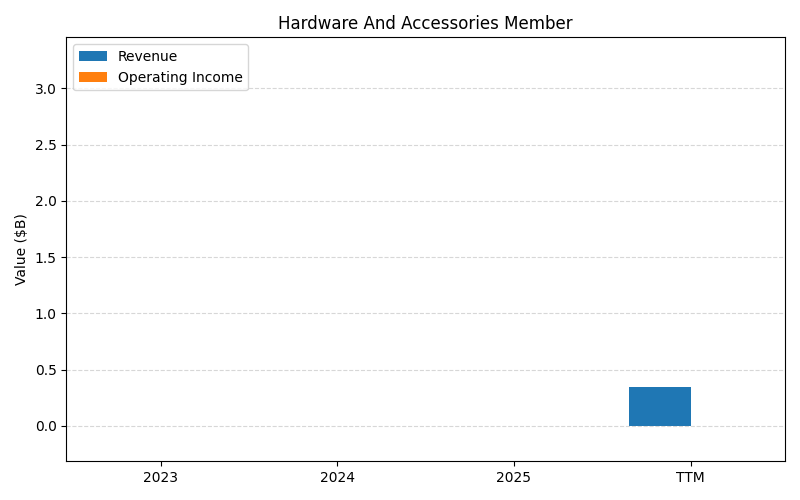 Hardware And Accessories Member
Revenue
Operating Income
Value ($B)
3.0
2.5
2.0
1.5
1.0
0.5
0.0
2023 2024 2025 TTM